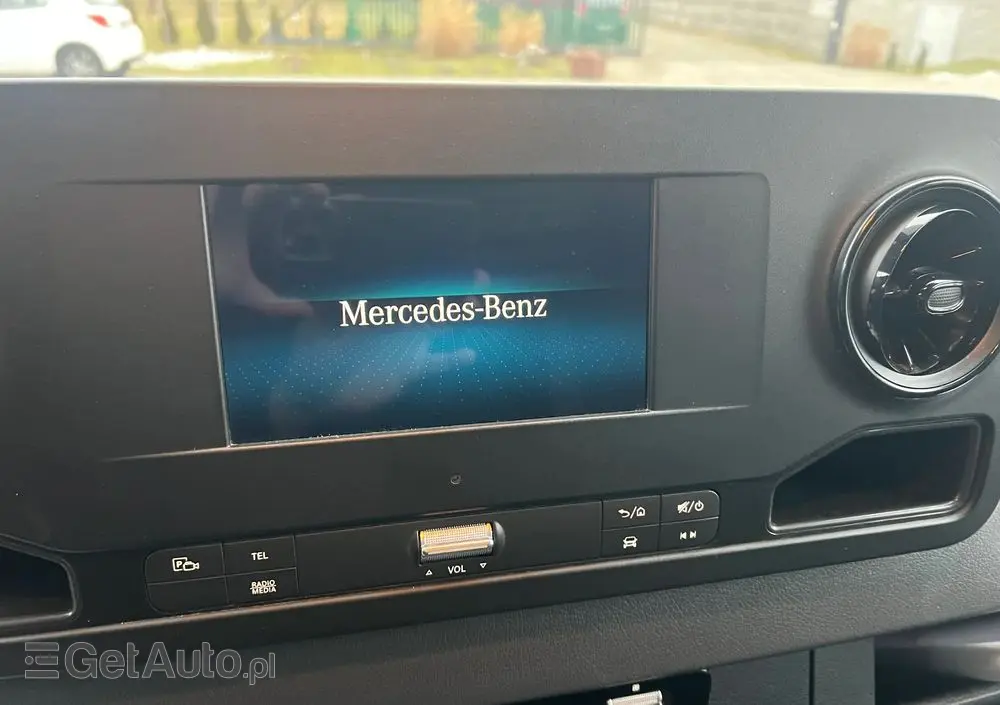 Mercedes-Benz
P
TEL
RADIO
MEDIA
VOL
GetAuto.pl